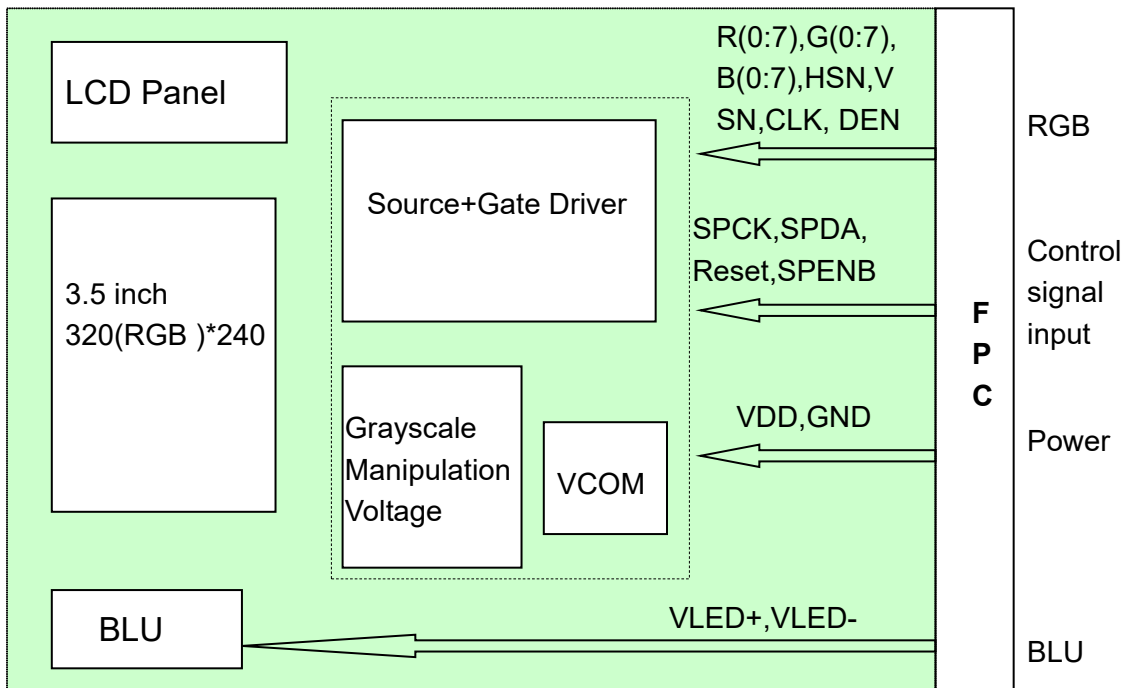 LCD Panel
3.5 inch
320(RGB )*240
BLU
Source+Gate Driver
Grayscale
Manipulation
Voltage
VCOM
R(0:7),G(0:7),
B(0:7),HSN,V
SN,CLK, DEN
SPCK,SPDA,
Reset,SPENB
VDD,GND
VLED+,VLED-
F
P
C
RGB
Control
signal
input
Power
BLU